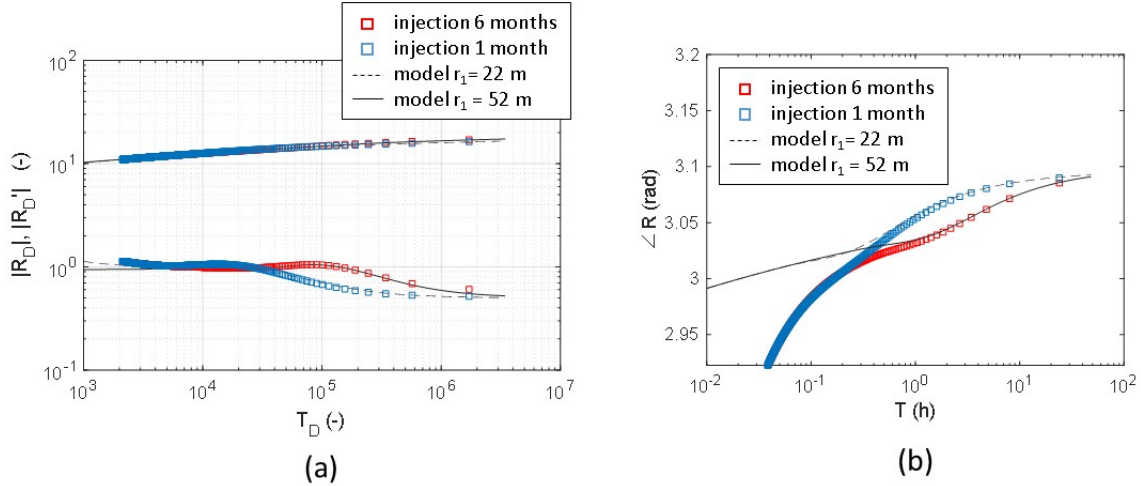 injection 6 months
injection 1 month
model r₁= 22 m
model r₁ = 52 m
10²
10¹
10⁰
10⁻¹
|R_D|, |R_D'| (-)
10³ 10⁴ 10⁵ 10⁶ 10⁷
T_D (-)
(a)
3.2
3.15
3.1
3.05
3
2.95
∠ R (rad)
injection 6 months
injection 1 month
model r₁= 22 m
model r₁ = 52 m
10⁻² 10⁻¹ 10⁰ 10¹ 10²
T (h)
(b)